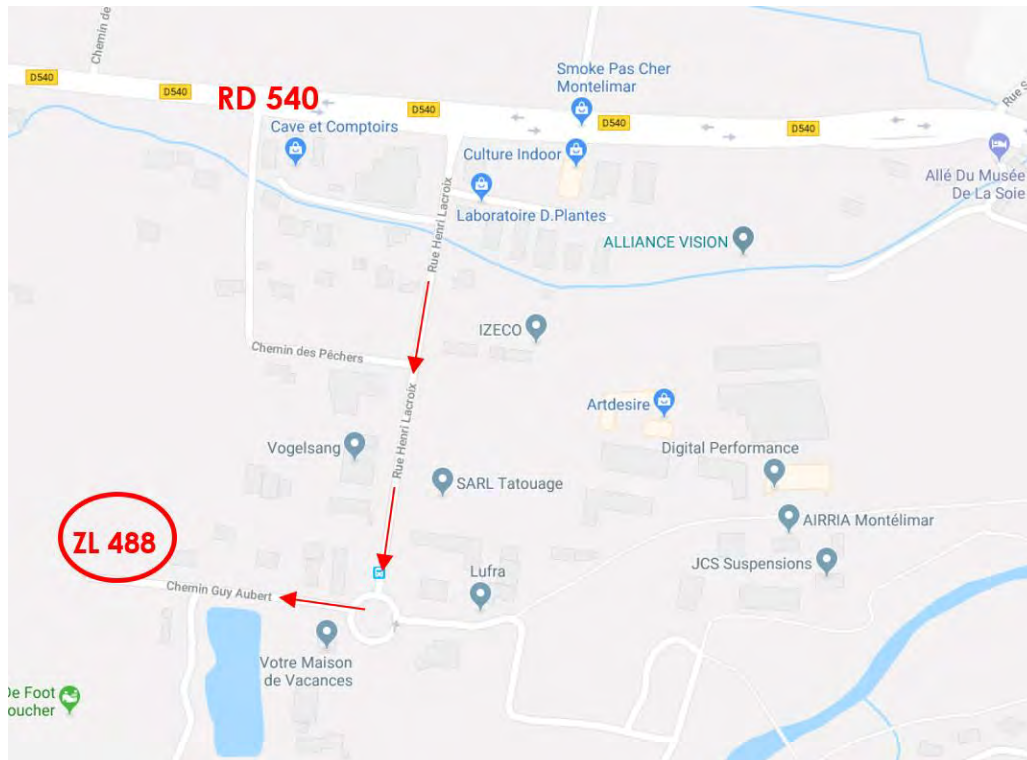 Chemin de
D540
D540
RD 540
D540
Smoke Pas Cher
Montelimar
D540
D540
Rue S
Cave et Comptoirs
Culture Indoor
Allé Du Musée
De La Soie
Laboratoire D.Plantes
Rue Henri Lacroix
ALLIANCE VISION
IZECO
Chemin des Pêchers
Rue Henri Lacroix
Artdesire
Vogelsang
Digital Performance
SARL Tatouage
AIRRIA Montélimar
ZL 488
JCS Suspensions
Lufra
Chemin Guy Aubert
Votre Maison
de Vacances
De Foot
oucher